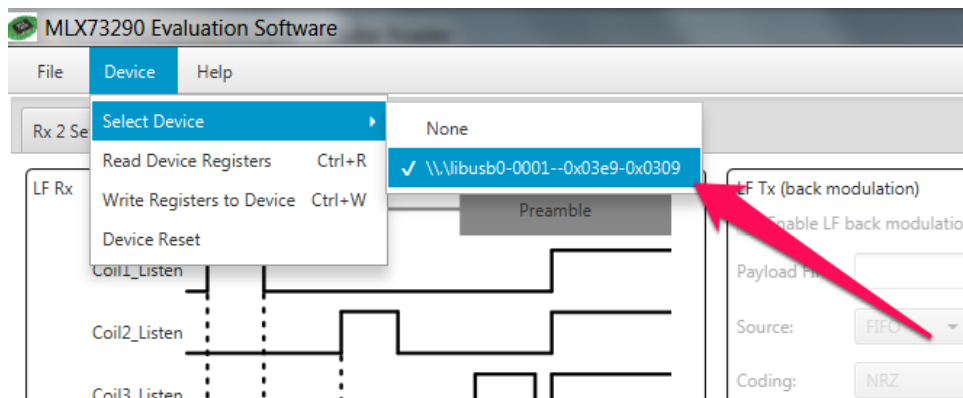 MLX73290 Evaluation Software
File Device Help
Rx 2 Se
Select Device
None
Read Device Registers Ctrl+R
✓ \\.\libusb0-0001--0x03e9-0x0309
Write Registers to Device Ctrl+W
Device Reset
LF Rx
Preamble
LF Tx (back modulation)
Enable LF back modulatio
Coil1_Listen
Payload
Coil2_Listen
Source: FIFO
Coil3_Listen
Coding: NRZ